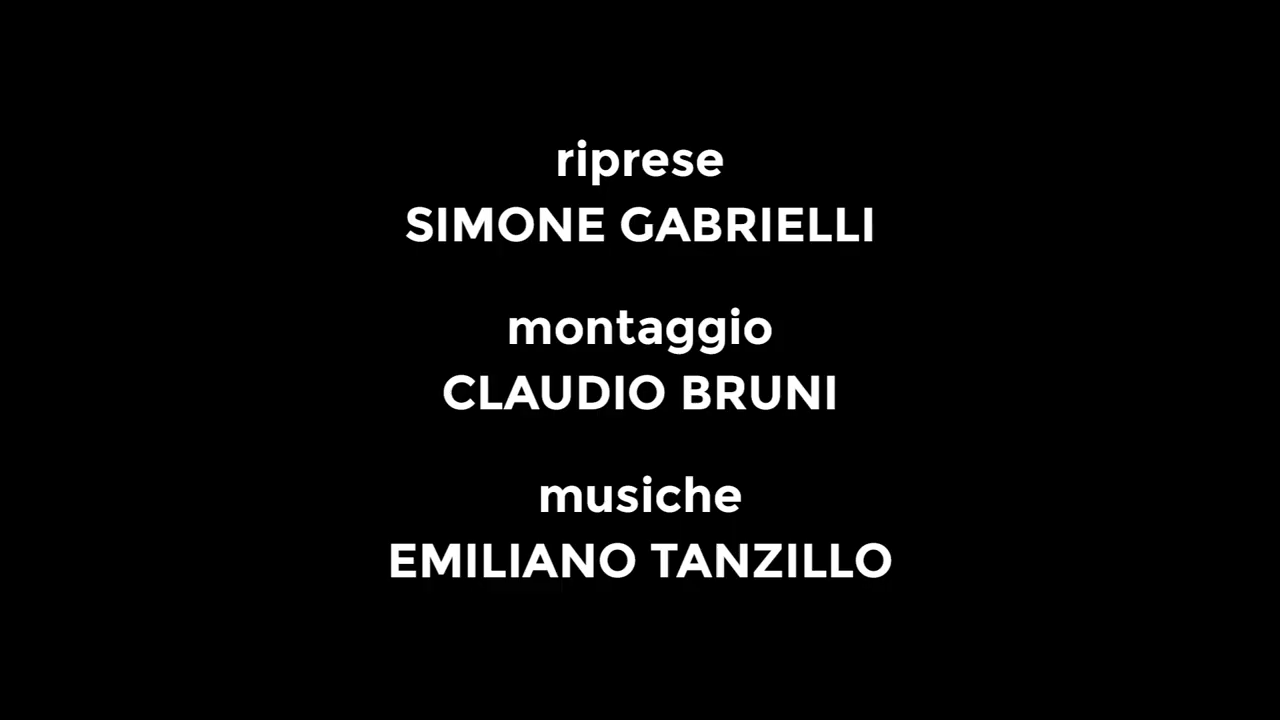 riprese
SIMONE GABRIELLI
montaggio
CLAUDIO BRUNI
musiche
EMILIANO TANZILLO